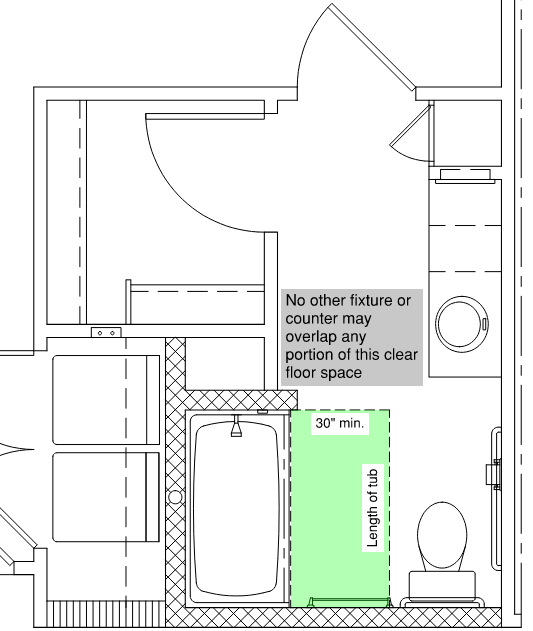 No other fixture or
counter may
overlap any
portion of this clear
floor space
30" min.
Length of tub